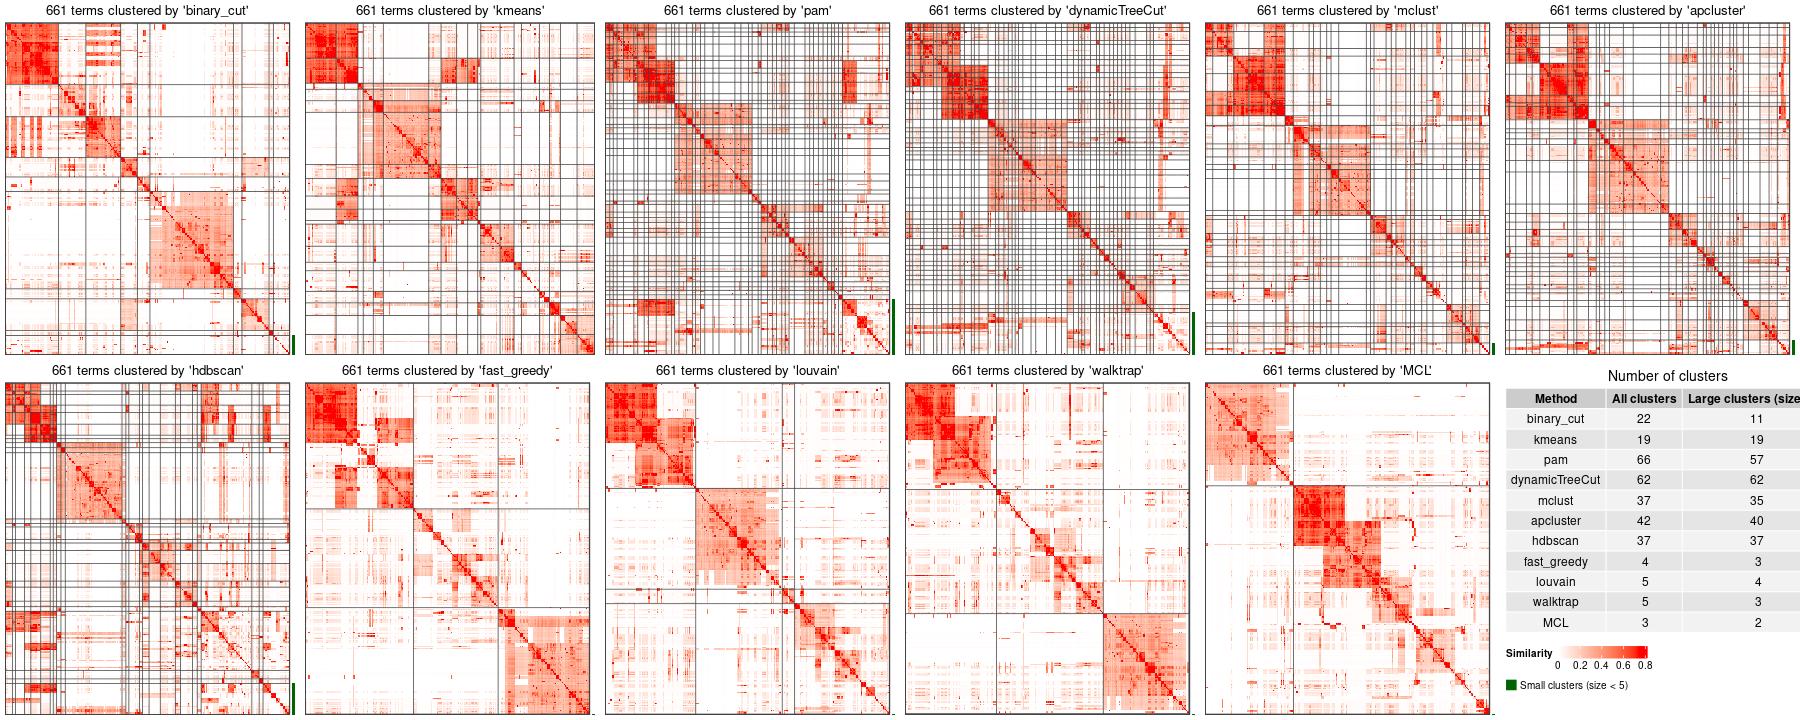 661 terms clustered by 'binary_cut'
661 terms clustered by 'kmeans'
661 terms clustered by 'pam'
661 terms clustered by 'dynamicTreeCut'
661 terms clustered by 'mclust'
661 terms clustered by 'apcluster'
661 terms clustered by 'hdbscan'
661 terms clustered by 'fast_greedy'
661 terms clustered by 'louvain'
661 terms clustered by 'walktrap'
661 terms clustered by 'MCL'
Number of clusters
Method All clusters Large clusters (size
binary_cut 22 11
kmeans 19 19
pam 66 57
dynamicTreeCut 62 62
mclust 37 35
apcluster 42 40
hdbscan 37 37
fast_greedy 4 3
louvain 5 4
walktrap 5 3
MCL 3 2
Similarity
0 0.2 0.4 0.6 0.8
Small clusters (size < 5)